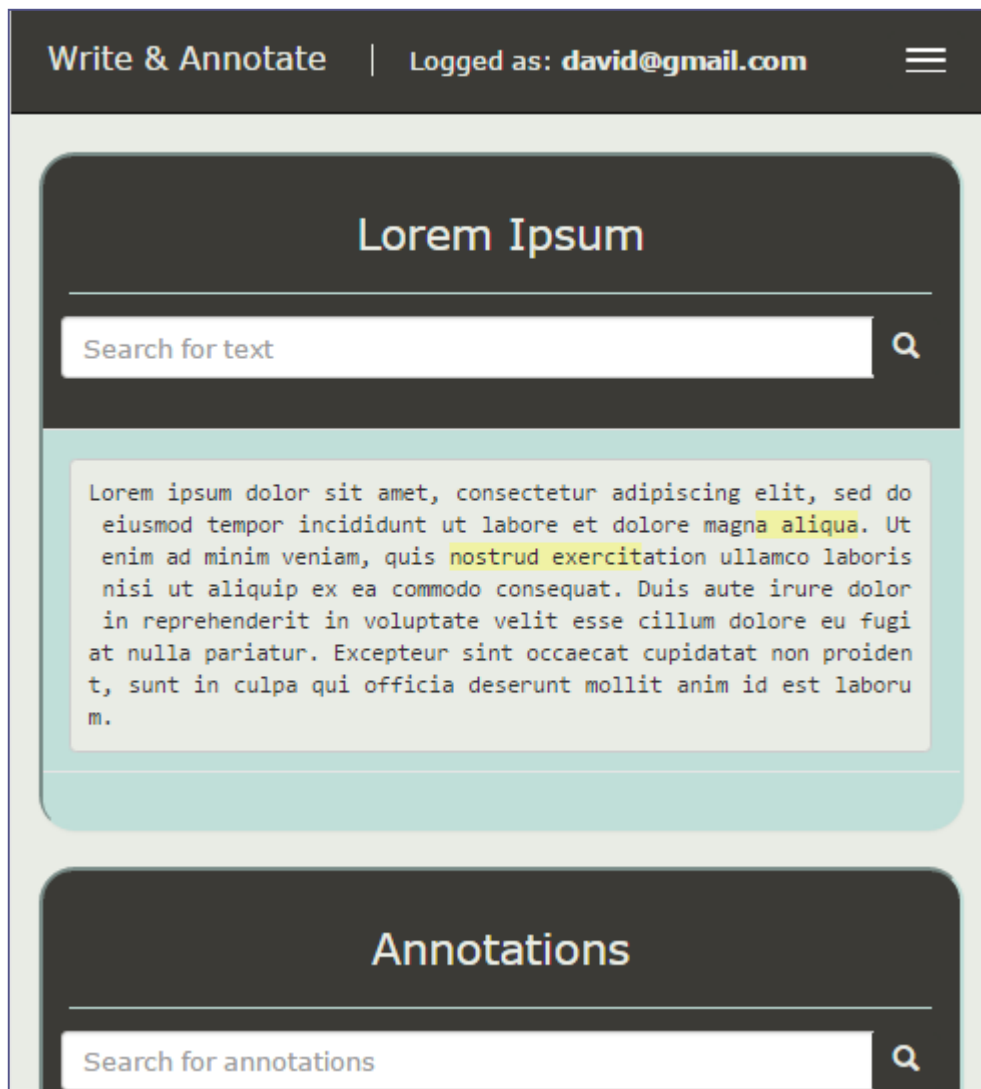 Write & Annotate | Logged as: david@gmail.com
Lorem Ipsum
Search for text
Lorem ipsum dolor sit amet, consectetur adipiscing elit, sed do
eiusmod tempor incididunt ut labore et dolore magna aliqua. Ut
enim ad minim veniam, quis nostrud exercitation ullamco laboris
nisi ut aliquip ex ea commodo consequat. Duis aute irure dolor
in reprehenderit in voluptate velit esse cillum dolore eu fugi
at nulla pariatur. Excepteur sint occaecat cupidatat non proiden
t, sunt in culpa qui officia deserunt mollit anim id est laboru
m.
Annotations
Search for annotations